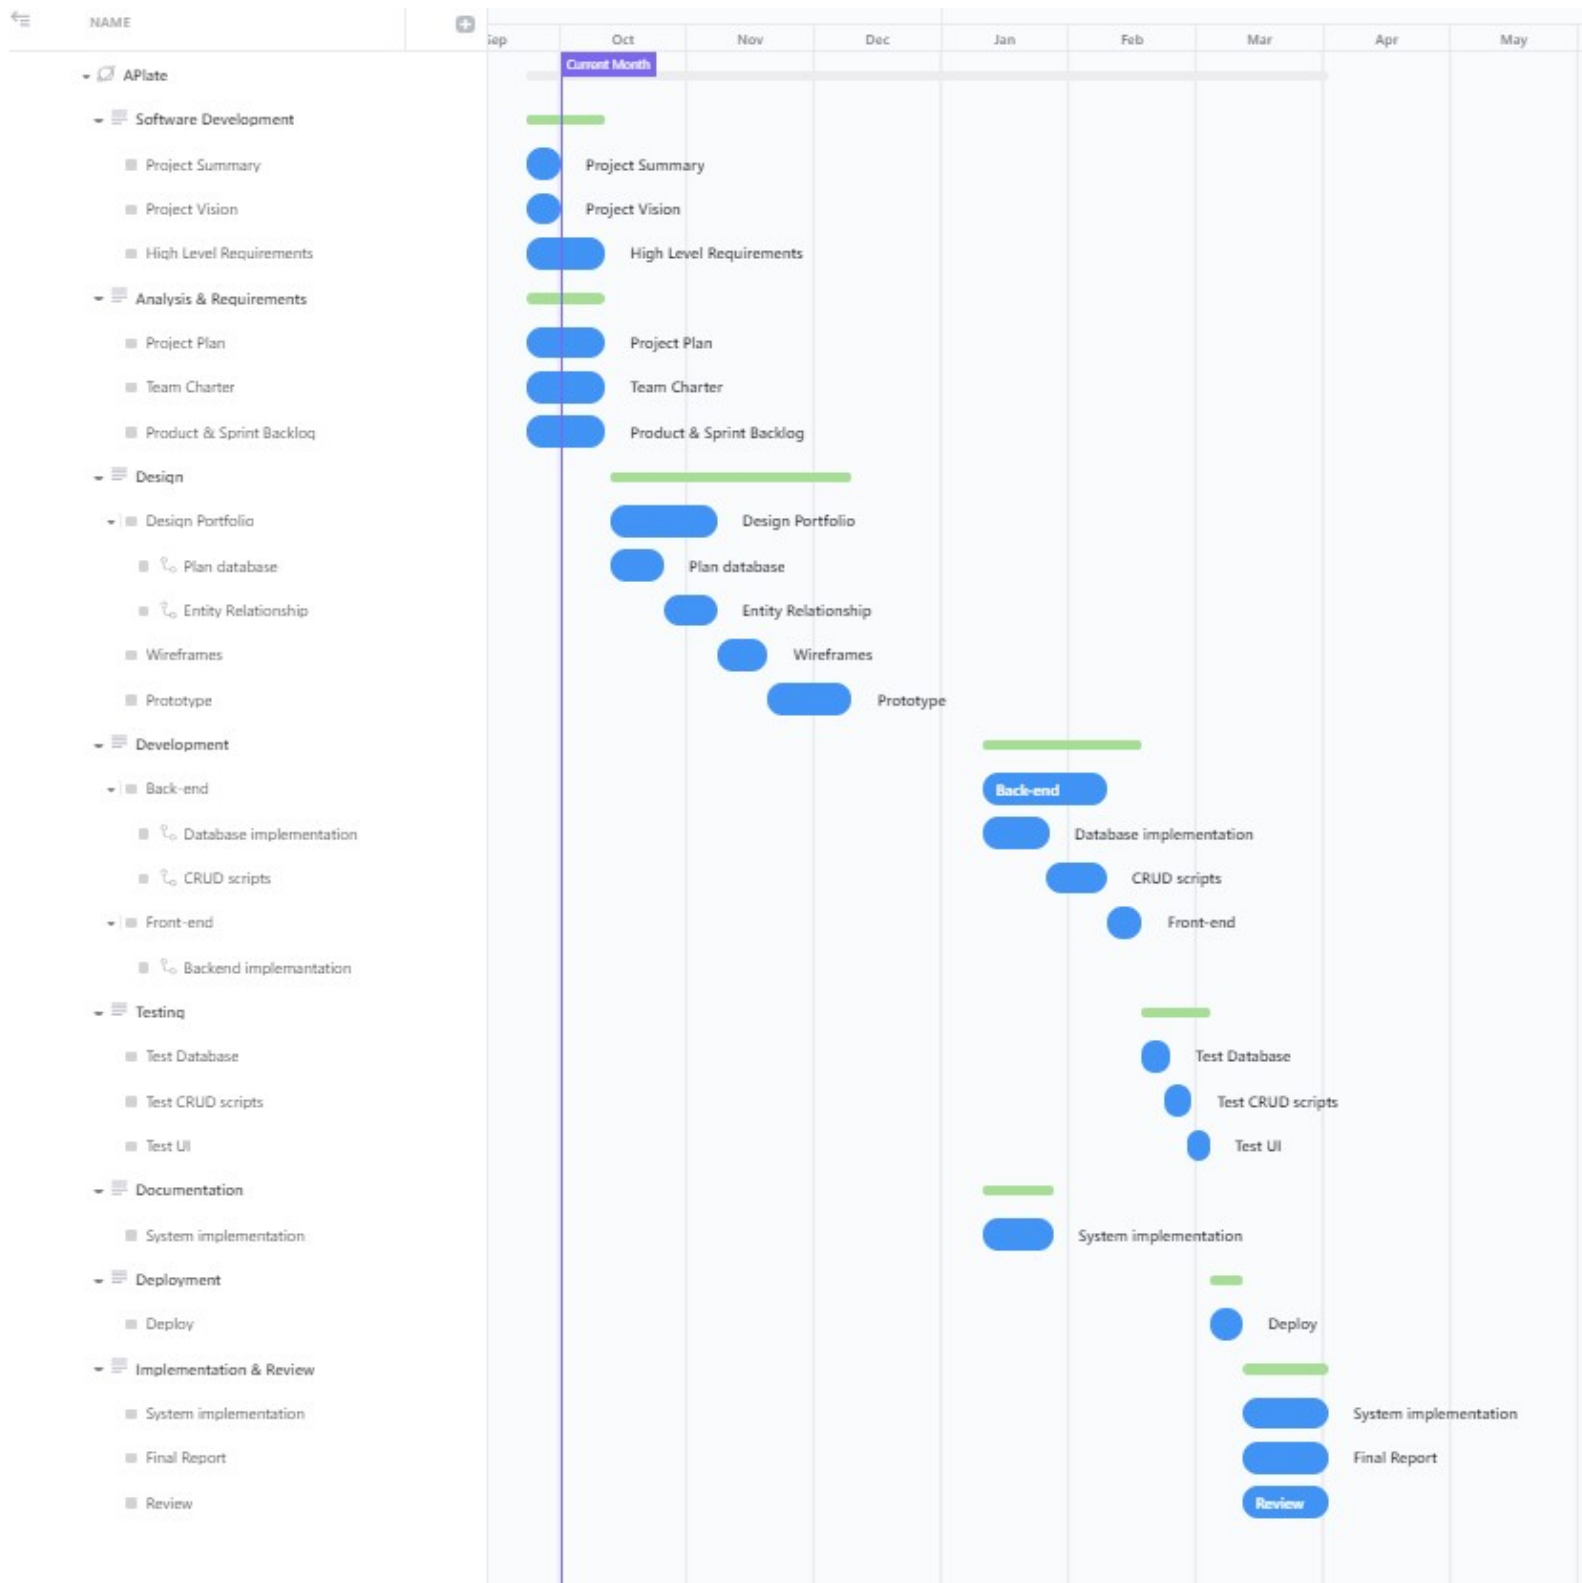 NAME
Sep Oct Nov Dec Jan Feb Mar Apr May
Current Month
APlate
Software Development
Project Summary Project Summary
Project Vision Project Vision
High Level Requirements High Level Requirements
Analysis & Requirements
Project Plan Project Plan
Team Charter Team Charter
Product & Sprint Backlog Product & Sprint Backlog
Design
Design Portfolio Design Portfolio
Plan database Plan database
Entity Relationship Entity Relationship
Wireframes Wireframes
Prototype Prototype
Development
Back-end Back-end
Database implementation Database implementation
CRUD scripts CRUD scripts
Front-end Front-end
Backend implemantation
Testing
Test Database Test Database
Test CRUD scripts Test CRUD scripts
Test UI Test UI
Documentation
System implementation System implementation
Deployment
Deploy Deploy
Implementation & Review
System implementation System implementation
Final Report Final Report
Review Review